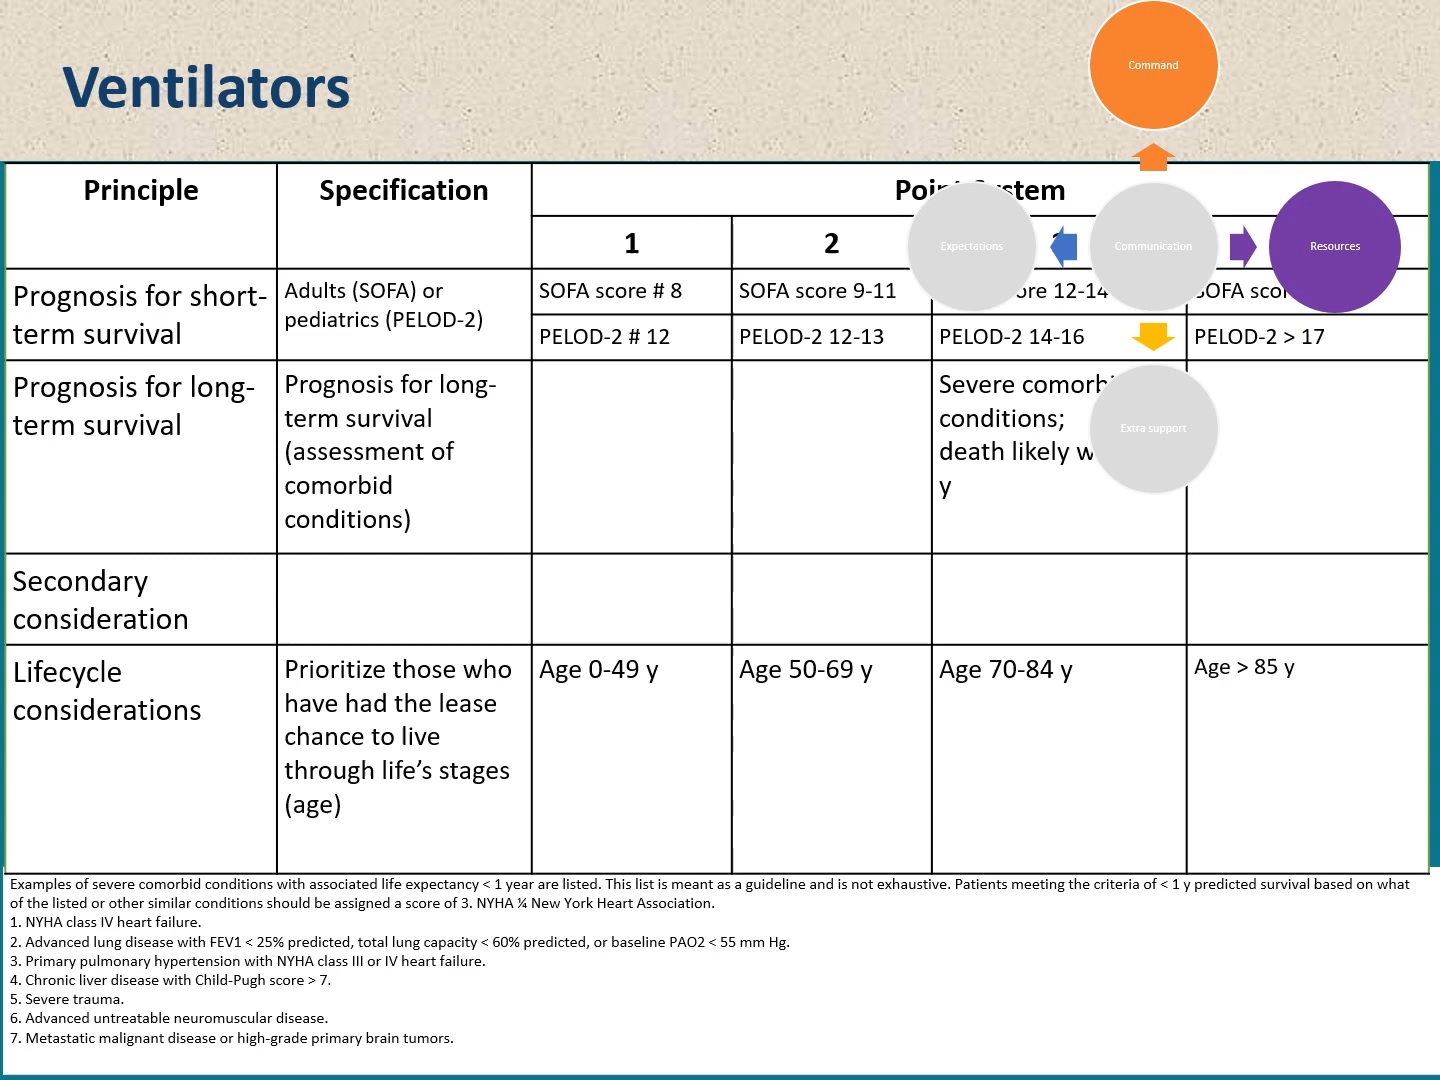 Ventilators
Command
Principle
Specification
Point System
1
2
Expectations
Communication
Resources
Prognosis for short-
term survival
Adults (SOFA) or
pediatrics (PELOD-2)
SOFA score # 8
SOFA score 9-11
12-14
SOFA
PELOD-2 # 12
PELOD-2 12-13
PELOD-2 14-16
PELOD-2 > 17
Prognosis for long-
term survival
Prognosis for long-
term survival
(assessment of
comorbid
conditions)
Severe
conditions;
death likely
y
Extra support
Secondary
consideration
Lifecycle
considerations
Prioritize those who
have had the lease
chance to live
through life’s stages
(age)
Age 0-49 y
Age 50-69 y
Age 70-84 y
Age > 85 y
Examples of severe comorbid conditions with associated life expectancy < 1 year are listed. This list is meant as a guideline and is not exhaustive. Patients meeting the criteria of < 1 y predicted survival based on what
of the listed or other similar conditions should be assigned a score of 3. NYHA ¼ New York Heart Association.
1. NYHA class IV heart failure.
2. Advanced lung disease with FEV1 < 25% predicted, total lung capacity < 60% predicted, or baseline PAO2 < 55 mm Hg.
3. Primary pulmonary hypertension with NYHA class III or IV heart failure.
4. Chronic liver disease with Child-Pugh score > 7.
5. Severe trauma.
6. Advanced untreatable neuromuscular disease.
7. Metastatic malignant disease or high-grade primary brain tumors.